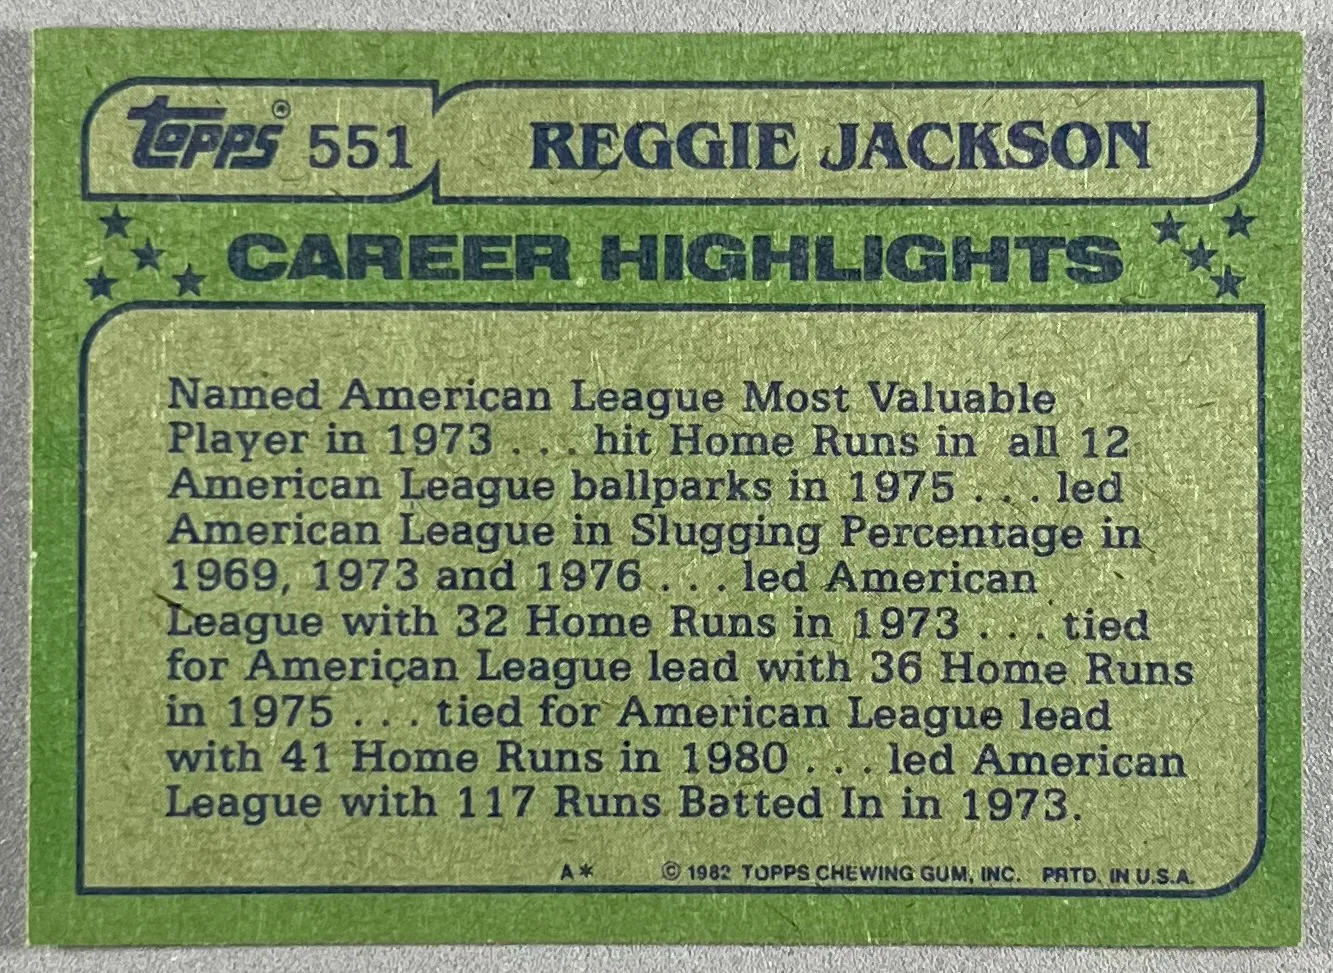 Topps® 551 REGGIE JACKSON
CAREER HIGHLIGHTS
Named American League Most Valuable
Player in 1973 . . . hit Home Runs in all 12
American League ballparks in 1975 . . . led
American League in Slugging Percentage in
1969, 1973 and 1976 . . . led American
League with 32 Home Runs in 1973 . . . tied
for American League lead with 36 Home Runs
in 1975 . . . tied for American League lead
with 41 Home Runs in 1980 . . . led American
League with 117 Runs Batted In in 1973.
A* © 1982 TOPPS CHEWING GUM, INC. PRTD. IN U.S.A.